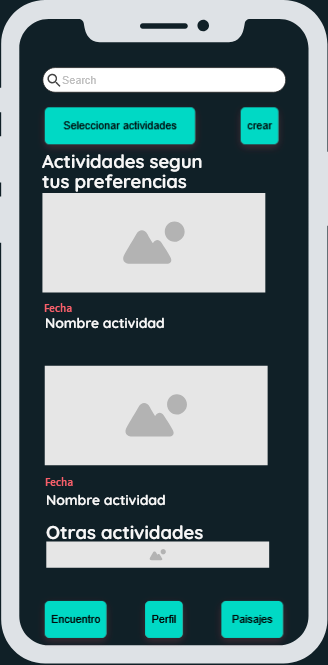 Search
Seleccionar actividades
crear
Actividades segun
tus preferencias
Fecha
Nombre actividad
Fecha
Nombre actividad
Otras actividades
Encuentro
Perfil
Paisajes